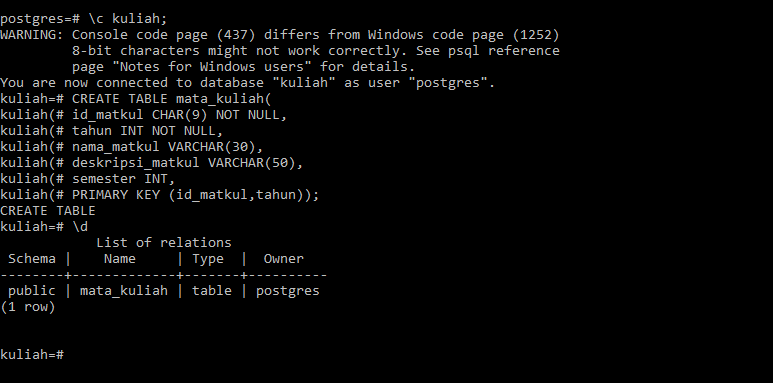 postgres=# \c kuliah;
WARNING: Console code page (437) differs from Windows code page (1252)
         8-bit characters might not work correctly. See psql reference
         page "Notes for Windows users" for details.
You are now connected to database "kuliah" as user "postgres".
kuliah=# CREATE TABLE mata_kuliah(
kuliah(# id_matkul CHAR(9) NOT NULL,
kuliah(# tahun INT NOT NULL,
kuliah(# nama_matkul VARCHAR(30),
kuliah(# deskripsi_matkul VARCHAR(50),
kuliah(# semester INT,
kuliah(# PRIMARY KEY (id_matkul,tahun));
CREATE TABLE
kuliah=# \d
            List of relations
 Schema |    Name     | Type  |  Owner
--------+-------------+-------+----------
 public | mata_kuliah | table | postgres
(1 row)
kuliah=#